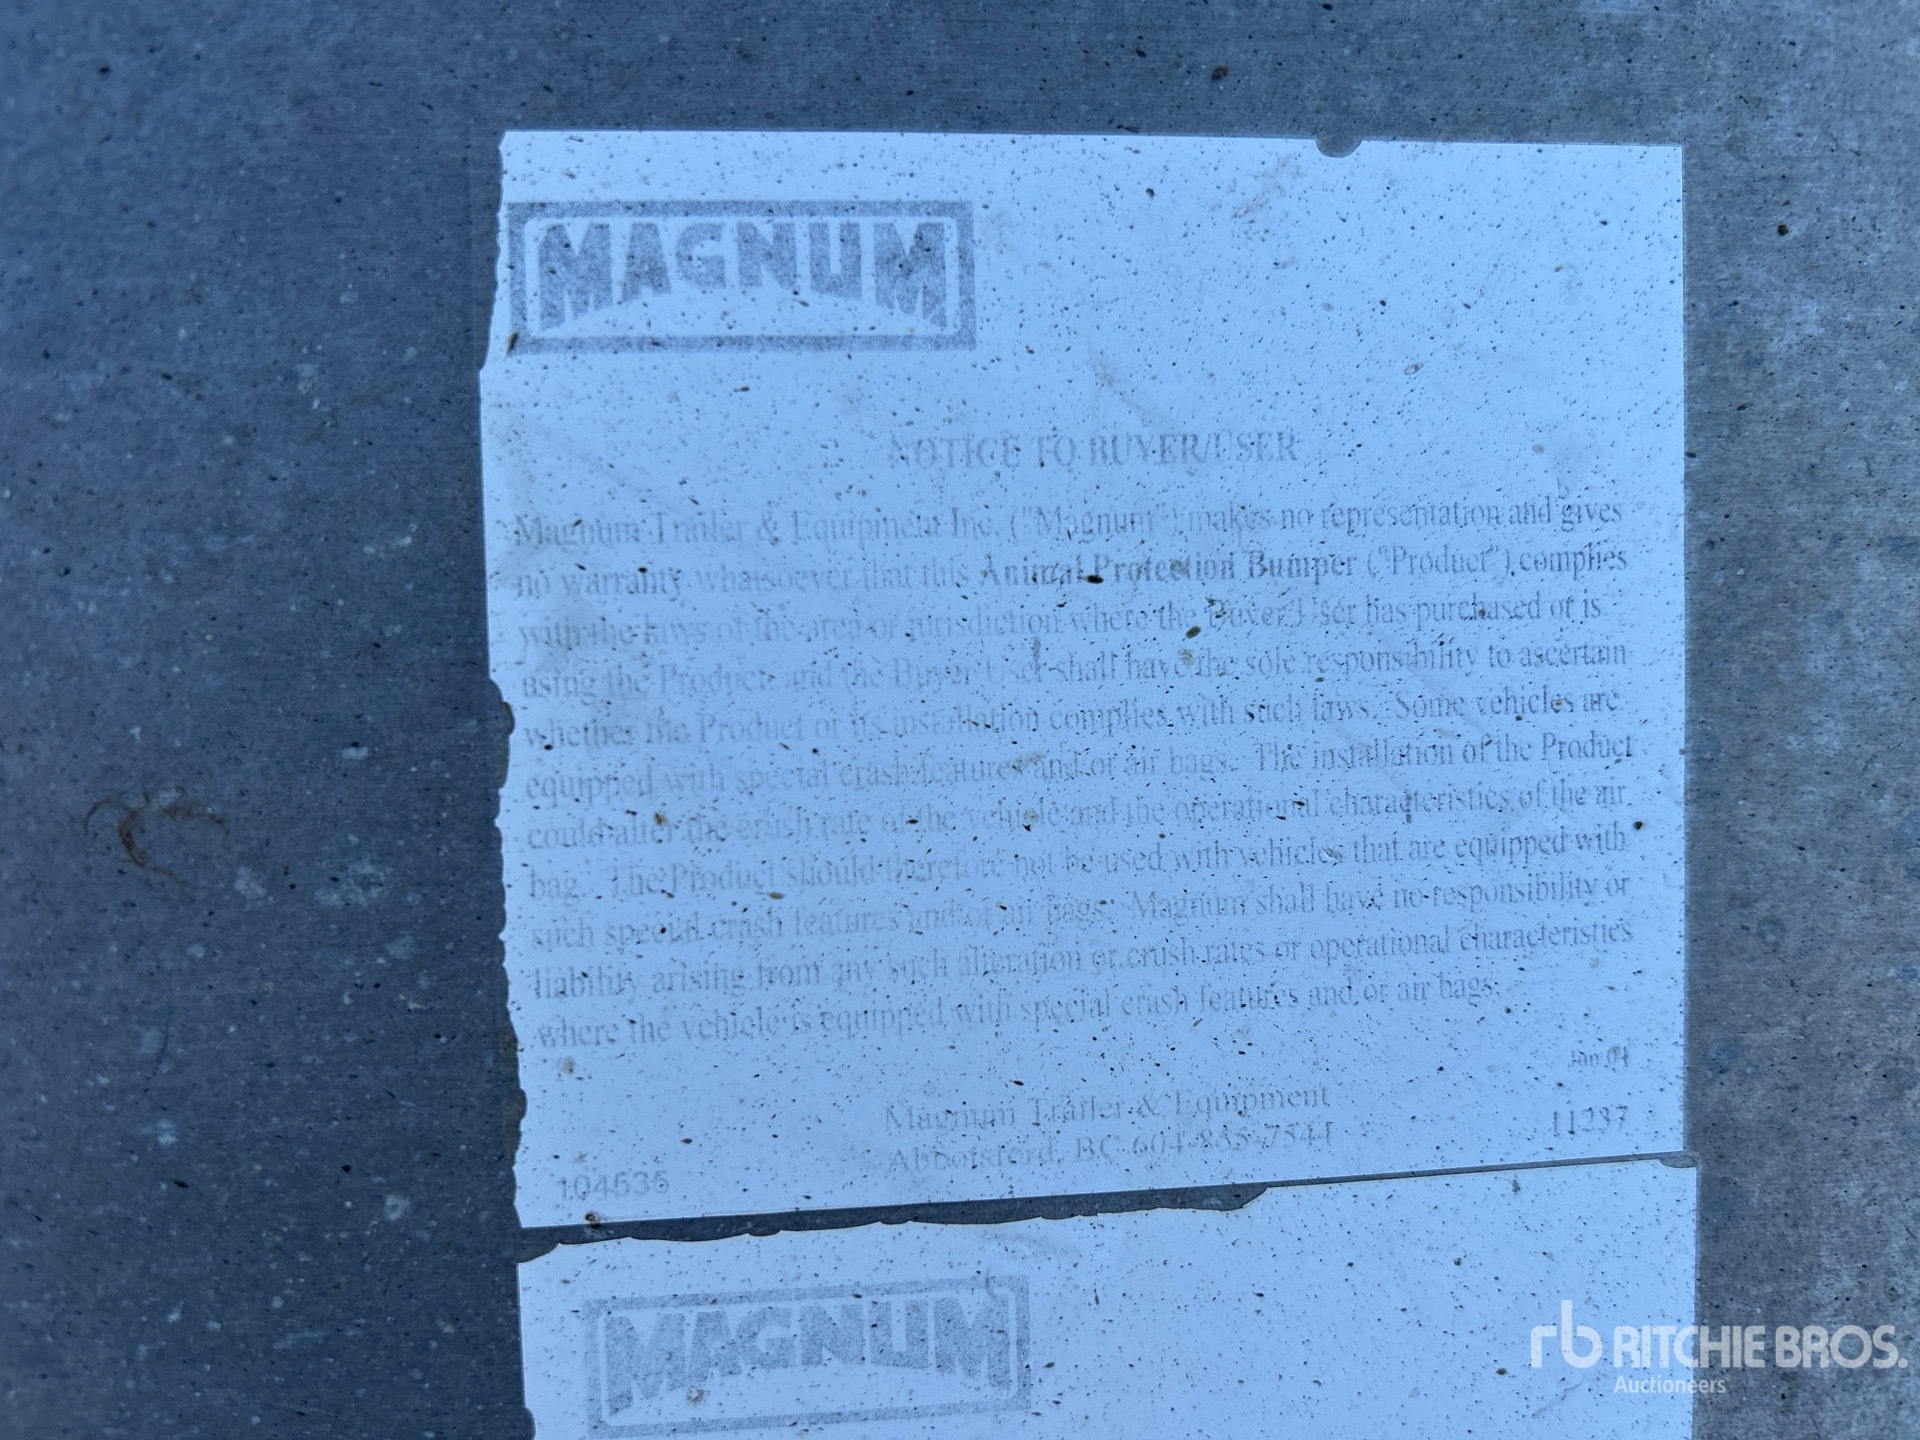 MAGNUM
NOTICE TO BUYER/USER
Magnum Trailer & Equipment Inc. ("Magnum") makes no representation and gives
no warranty whatsoever that this Animal Protection Bumper ("Product") complies
with the laws of the area or jurisdiction where the Buyer/User has purchased or is
using the Product and the Buyer/User shall have the sole responsibility to ascertain
whether the Product or its installation complies with such laws. Some vehicles are
equipped with special crash features and/or air bags. The installation of the Product
could alter the crush rate of the vehicle and the operational characteristics of the air
bag. The Product should therefore not be used with vehicles that are equipped with
such special crash features and/or air bags. Magnum shall have no responsibility or
liability arising from any such alteration or crush rates or operational characteristics
where the vehicle is equipped with special crash features and/or air bags.
Jan 04
Magnum Trailer & Equipment
Abbotsford, BC 604-855-7544
11237
104535
MAGNUM
rb RITCHIE BROS.
Auctioneers